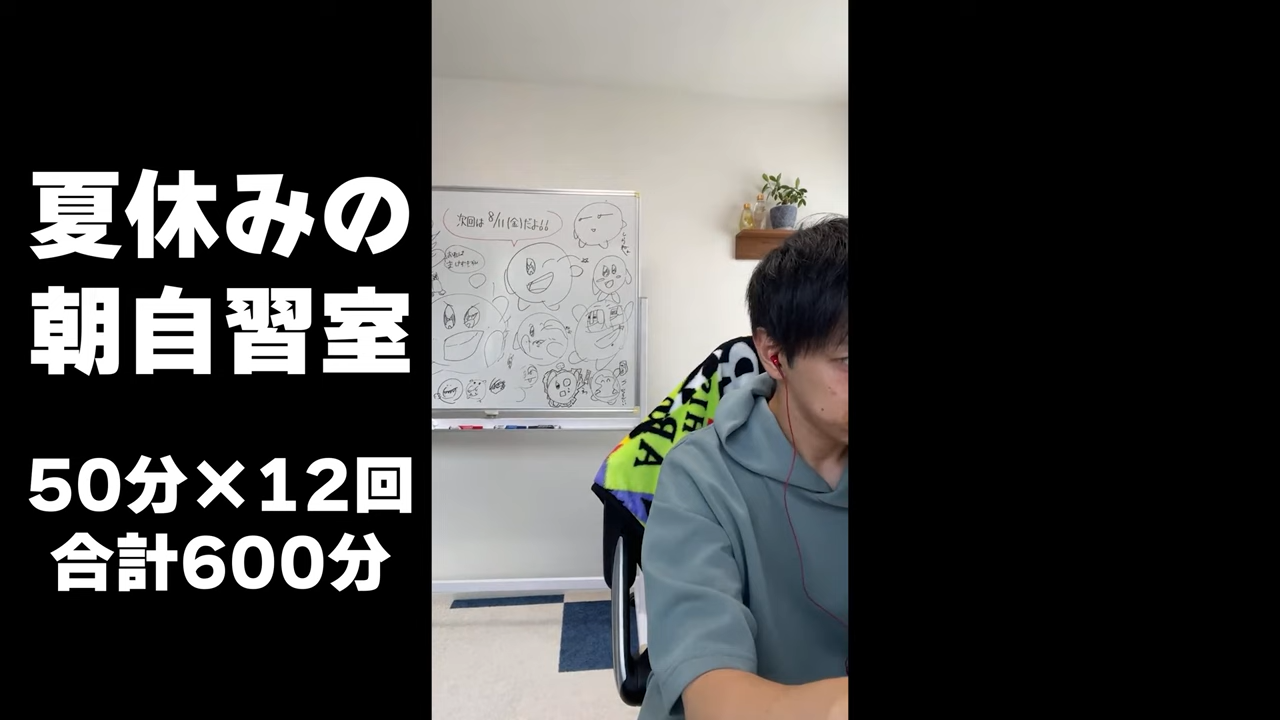 夏休みの
朝自習室
50分×12回
合計600分
次回は 8/11(金)だよ!!